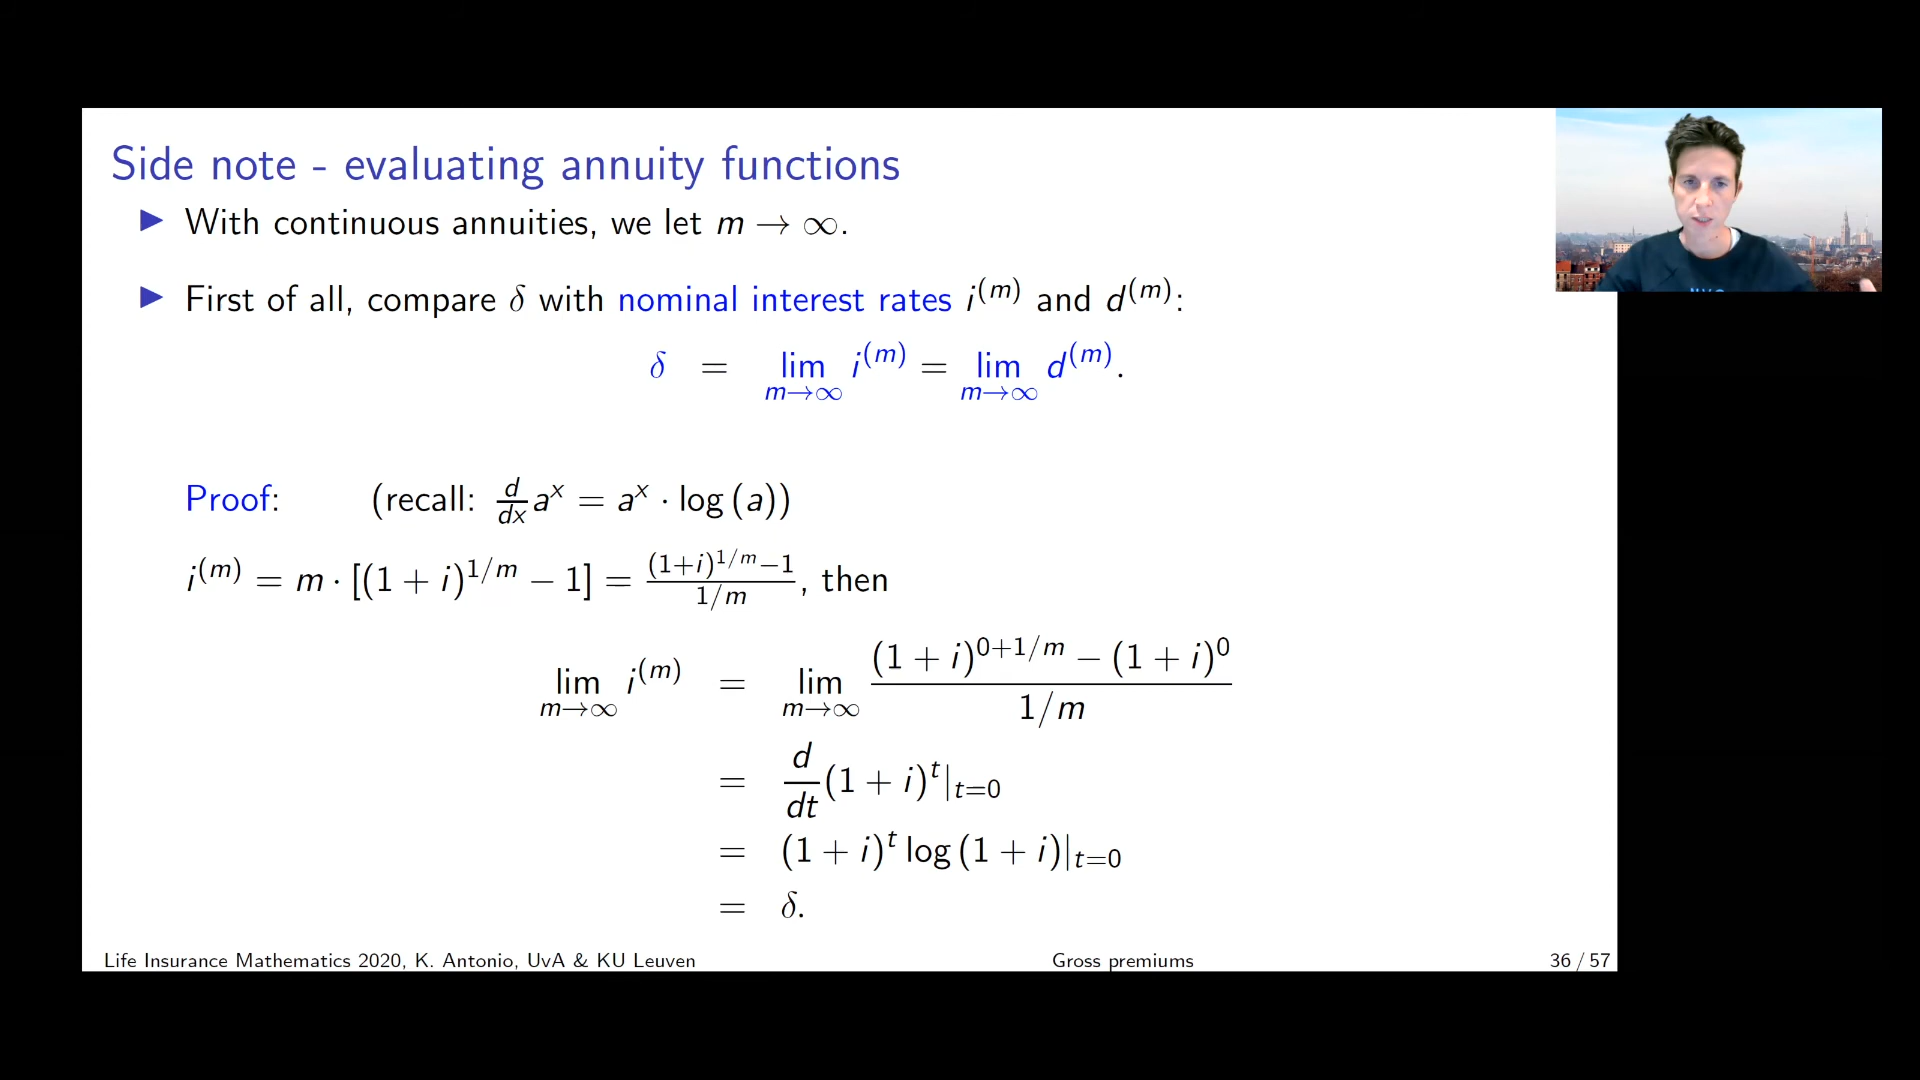 Side note - evaluating annuity functions
▶ With continuous annuities, we let m → ∞.
▶ First of all, compare δ with nominal interest rates i^(m) and d^(m):
δ = lim_{m→∞} i^(m) = lim_{m→∞} d^(m).
Proof: (recall: d/dx a^x = a^x · log (a))
i^(m) = m · [(1 + i)^{1/m} − 1] = ((1+i)^{1/m}−1)/(1/m), then
lim_{m→∞} i^(m) = lim_{m→∞} ((1 + i)^{0+1/m} − (1 + i)^0)/(1/m)
= d/dt (1 + i)^t|_{t=0}
= (1 + i)^t log (1 + i)|_{t=0}
= δ.
Life Insurance Mathematics 2020, K. Antonio, UvA & KU Leuven Gross premiums 36 / 57